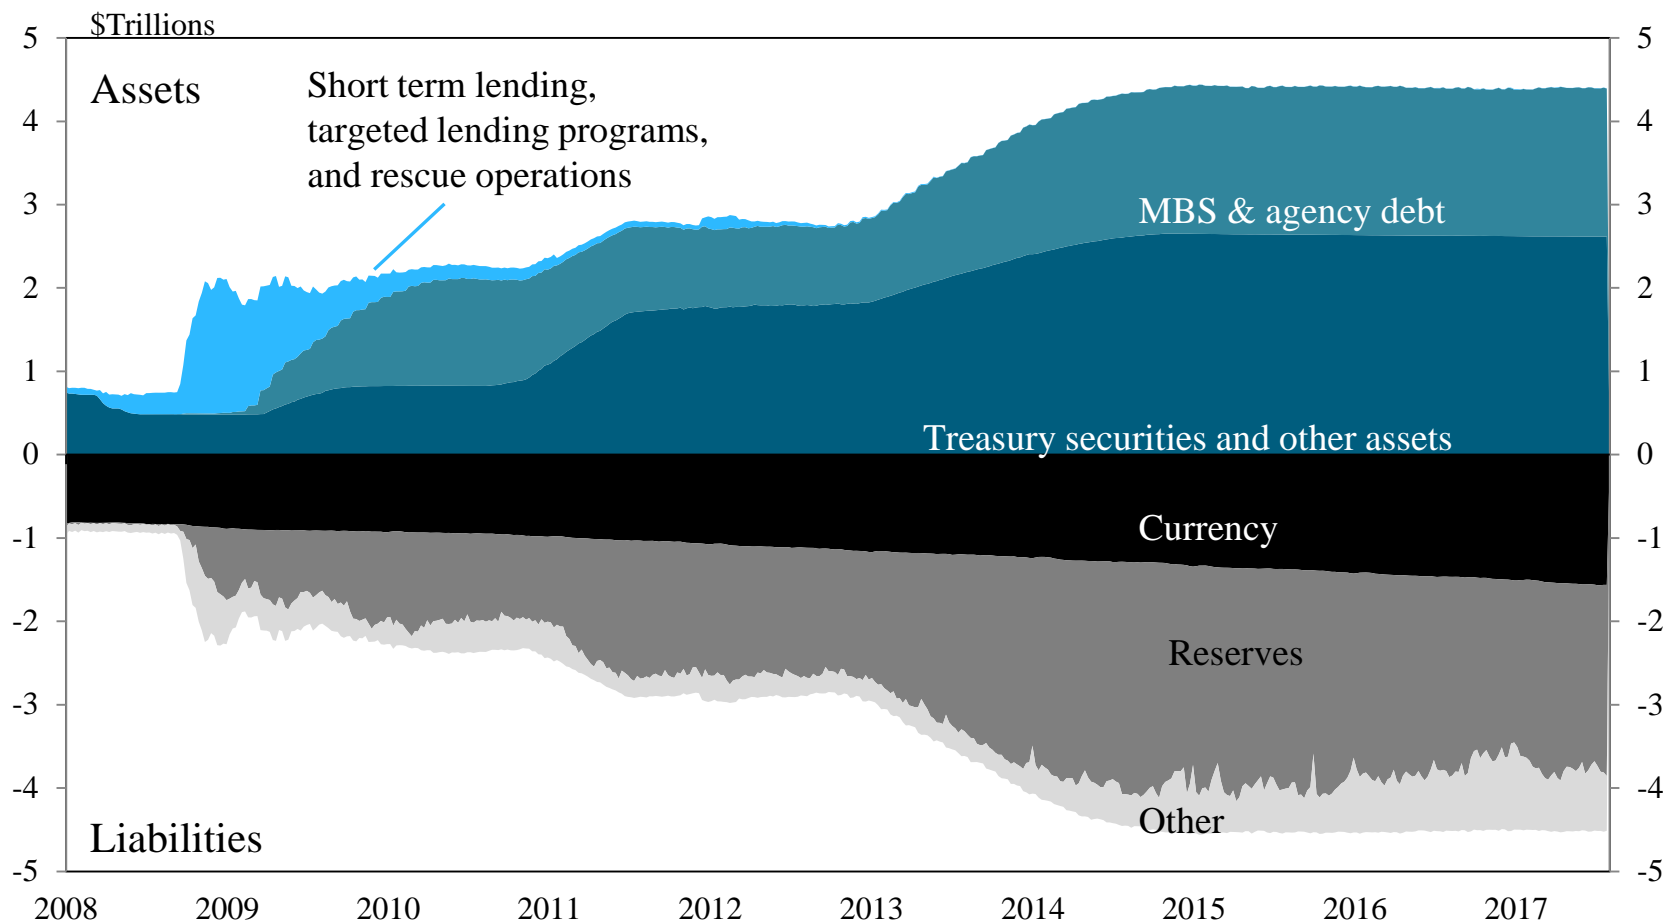 $Trillions
5
5
Assets
Short term lending,
targeted lending programs,
and rescue operations
4
4
3
3
MBS & agency debt
2
2
1
1
Treasury securities and other assets
0
0
Currency
-1
-1
Reserves
-2
-2
-3
-3
-4
-4
Other
Liabilities
-5
-5
2008 2009 2010 2011 2012 2013 2014 2015 2016 2017